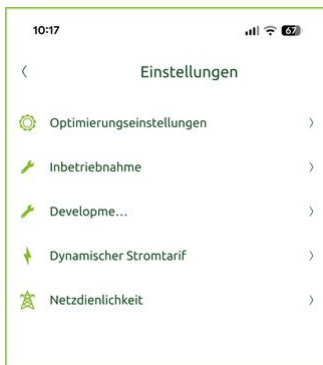 10:17
67
Einstellungen
Optimierungseinstellungen
Inbetriebnahme
Developme…
Dynamischer Stromtarif
Netzdienlichkeit